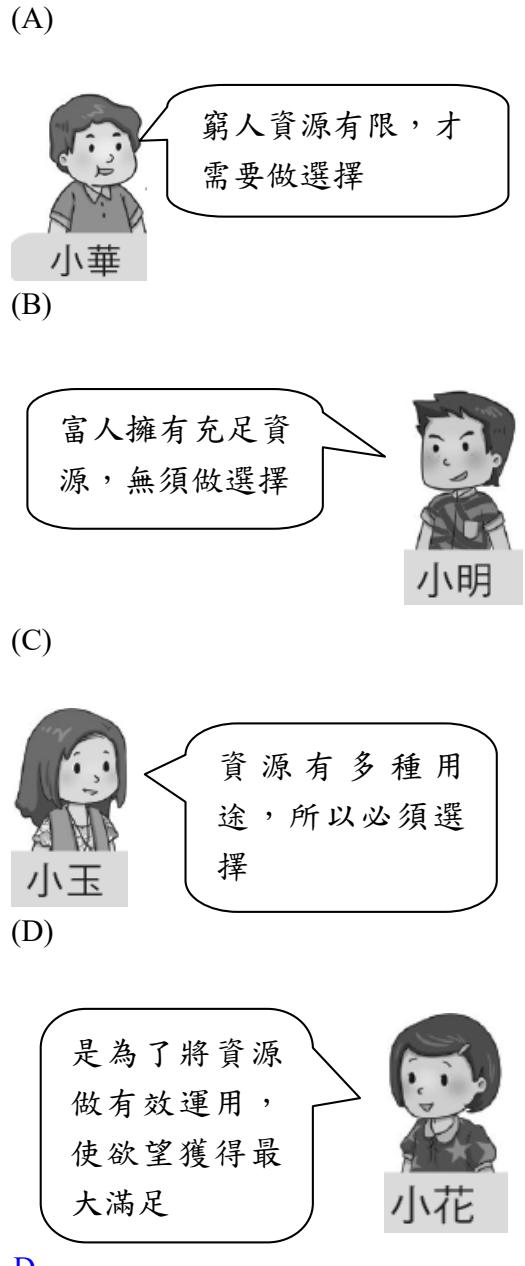 (A)
窮人資源有限，才
需要做選擇
小華
(B)
富人擁有充足資
源，無須做選擇
小明
(C)
資源有多種用
途，所以必須選
擇
小玉
(D)
是為了將資源
做有效運用，
使欲望獲得最
大滿足
小花
D